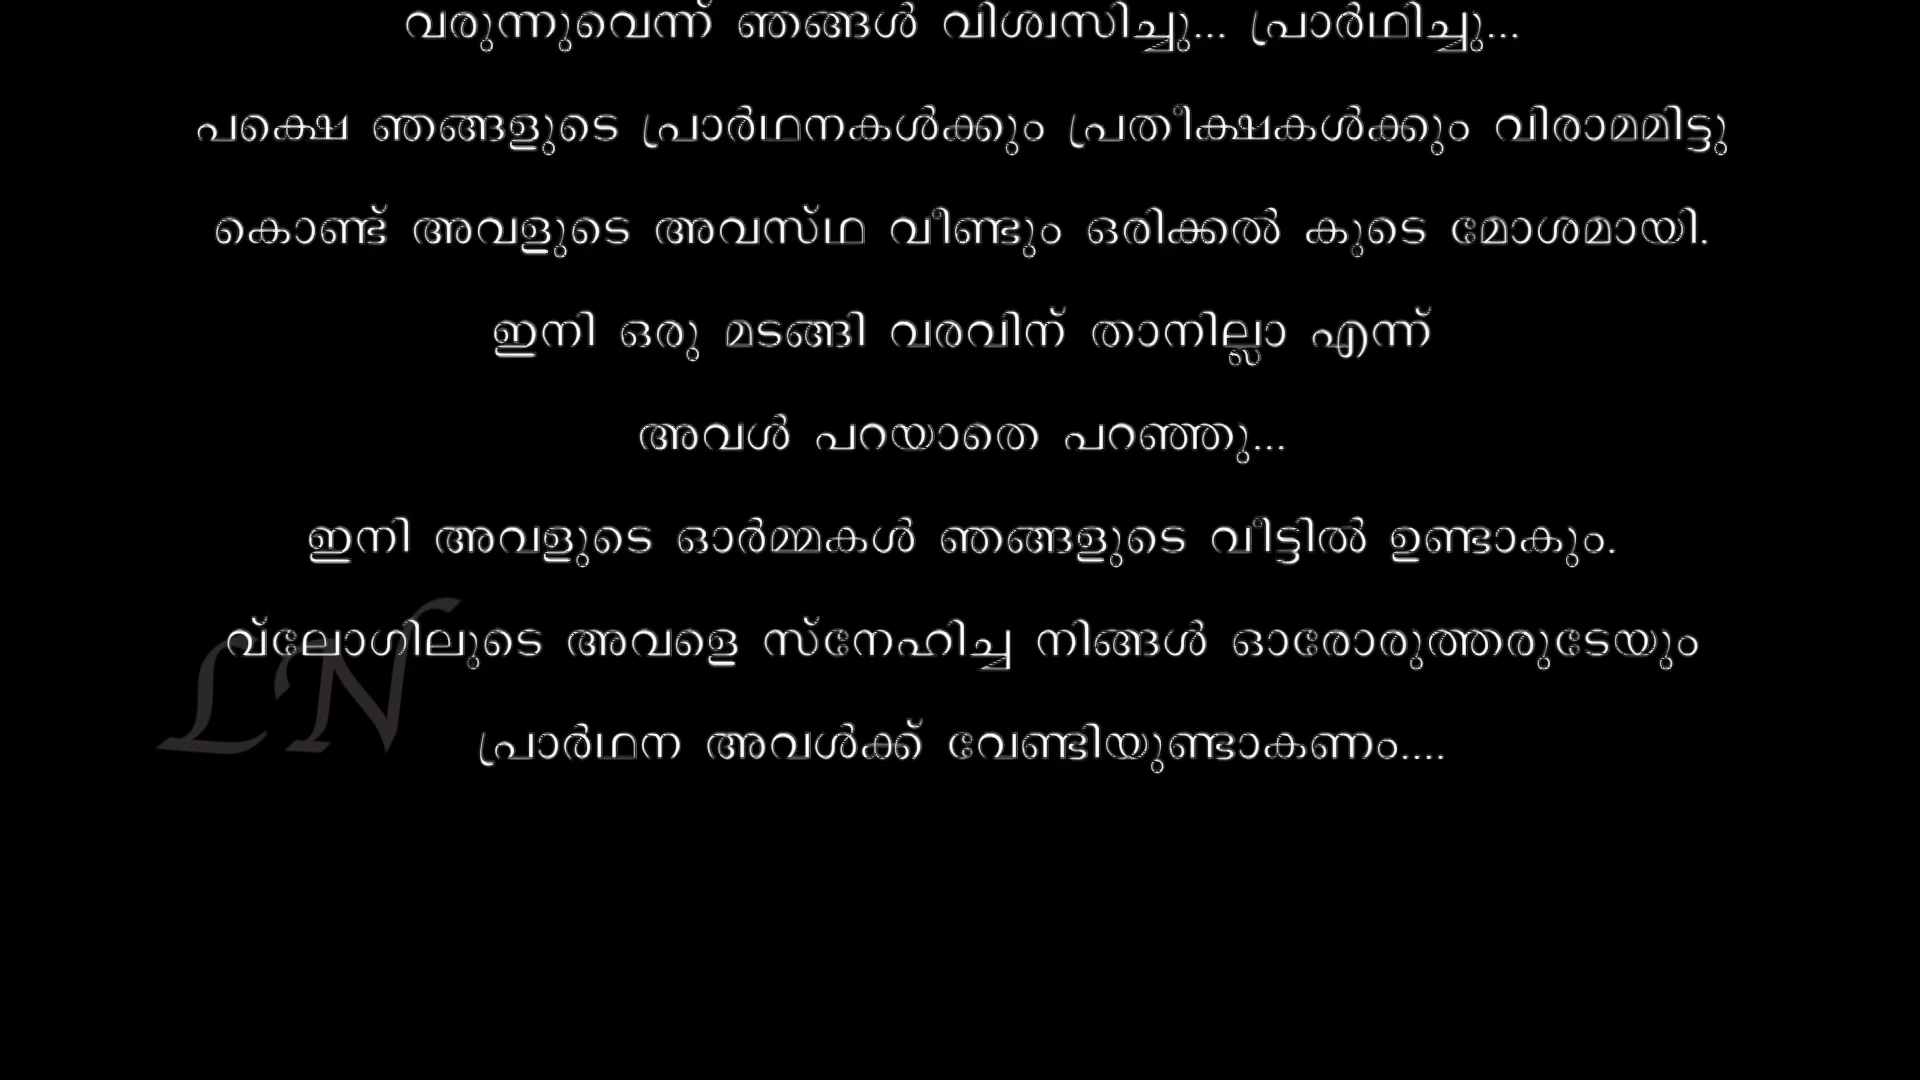 വരുന്നുവെന്ന് ഞങ്ങൾ വിശ്വസിച്ചു... പ്രാർഥിച്ചു...
പക്ഷെ ഞങ്ങളുടെ പ്രാർഥനകൾക്കും പ്രതീക്ഷകൾക്കും വിരാമമിട്ടു
കൊണ്ട് അവളുടെ അവസ്ഥ വീണ്ടും ഒരിക്കൽ കുടെ മോശമായി.
ഇനി ഒരു മടങ്ങി വരവിന് താനില്ലാ എന്ന്
അവൾ പറയാതെ പറഞ്ഞു...
ഇനി അവളുടെ ഓർമ്മകൾ ഞങ്ങളുടെ വീട്ടിൽ ഉണ്ടാകും.
വ്ലോഗിലുടെ അവളെ സ്നേഹിച്ച നിങ്ങൾ ഓരോരുത്തരുടേയും
പ്രാർഥന അവൾക്ക് വേണ്ടിയുണ്ടാകണം....
LN